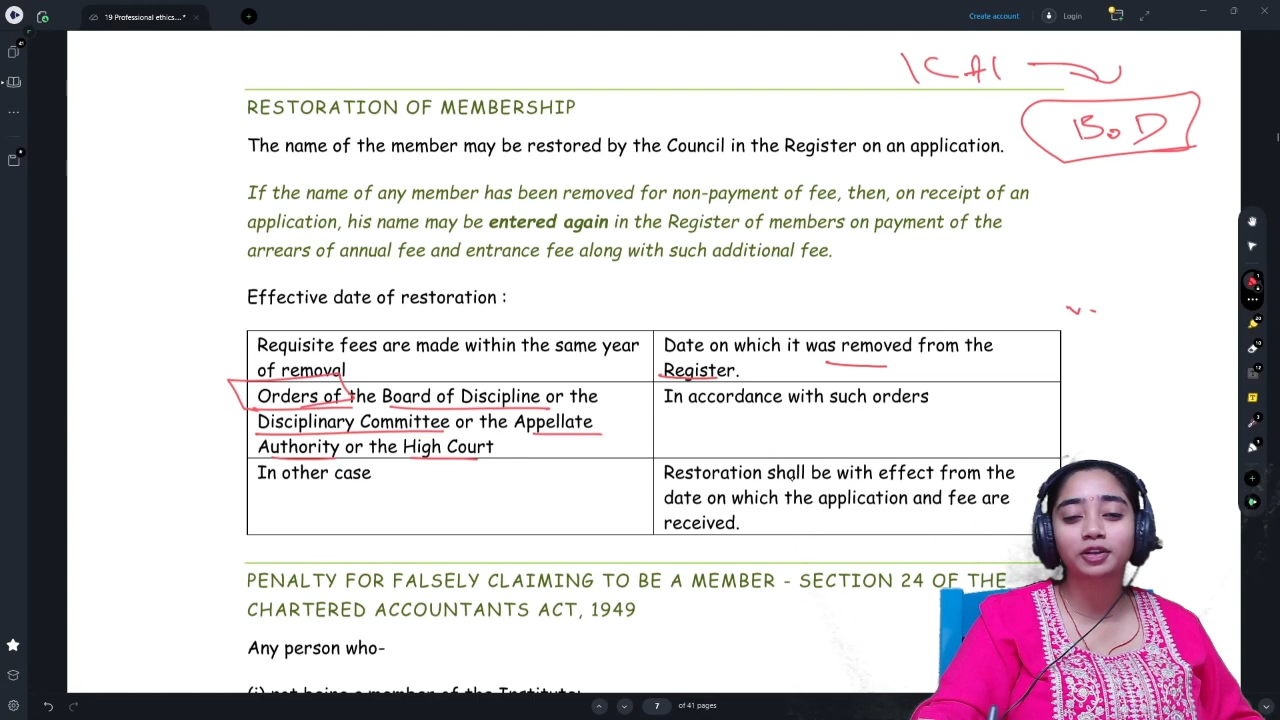 19 Professional ethics....*
Create account
Login
ICAI
B.O.D
RESTORATION OF MEMBERSHIP
The name of the member may be restored by the Council in the Register on an application.
If the name of any member has been removed for non-payment of fee, then, on receipt of an
application, his name may be entered again in the Register of members on payment of the
arrears of annual fee and entrance fee along with such additional fee.
Effective date of restoration :
Requisite fees are made within the same year
of removal
Date on which it was removed from the
Register.
Orders of the Board of Discipline or the
Disciplinary Committee or the Appellate
Authority or the High Court
In accordance with such orders
In other case
Restoration shall be with effect from the
date on which the application and fee are
received.
PENALTY FOR FALSELY CLAIMING TO BE A MEMBER - SECTION 24 OF THE
CHARTERED ACCOUNTANTS ACT, 1949
Any person who-
(i) not being a member of the Institute;
7 of 41 pages